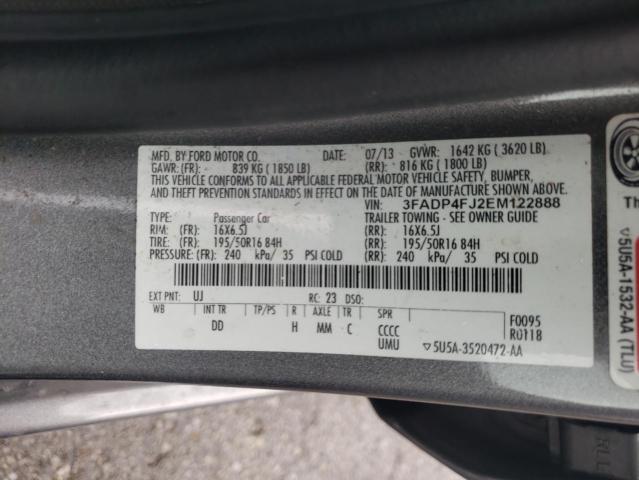 MFD. BY FORD MOTOR CO. DATE: 07/13 GVWR: 1642 KG (3620 LB)
GAWR: (FR): 839 KG (1850 LB) (RR): 816 KG (1800 LB)
THIS VEHICLE CONFORMS TO ALL APPLICABLE FEDERAL MOTOR VEHICLE SAFETY, BUMPER,
AND THEFT PREVENTION STANDARDS IN EFFECT ON THE DATE OF MANUFACTURE SHOWN ABOVE.
VIN: 3FADP4FJ2EM122888
TYPE: Passenger Car TRAILER TOWING - SEE OWNER GUIDE
RIM: (FR) 16X6.5J (RR): 16X6.5J
TIRE: (FR): 195/50R16 84H (RR): 195/50R16 84H
PRESSURE: (FR): 240 kPa/ 35 PSI COLD (RR): 240 kPa/ 35 PSI COLD
EXT PNT: UJ RC: 23 DSO:
WB INT TR TP/PS R AXLE TR SPR F0095
DD H MM C CCCC R0118
UMU ▽5U5A-3520472-AA
Th
▽5U5A-1532-AA (TLU)